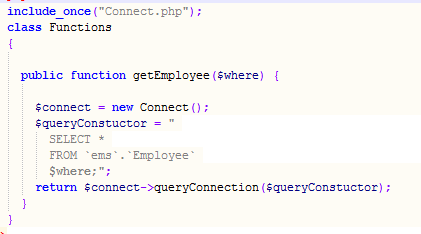 include_once("Connect.php");
class Functions
{
public function getEmployee($where) {
$connect = new Connect();
$queryConstuctor = "
SELECT *
FROM `ems`.`Employee`
$where;";
return $connect->queryConnection($queryConstuctor);
}
}